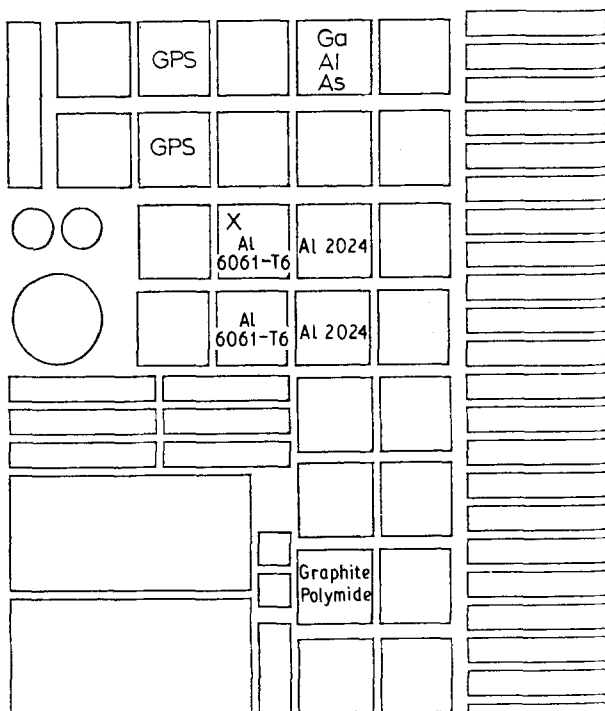 GPS
Ga
Al
As
GPS
X
Al
6061-T6
Al 2024
Al
6061-T6
Al 2024
Graphite
Polymide